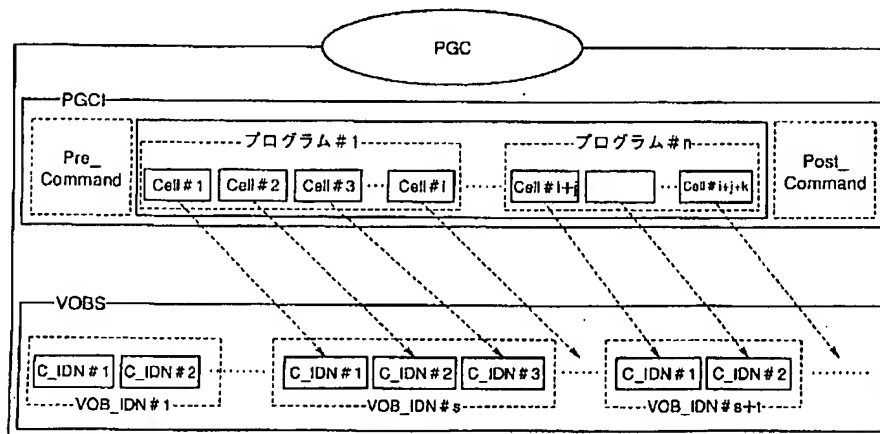 PGC
PGCI
プログラム#1
プログラム#n
Pre_
Command
Cell#1
Cell#2
Cell#3
Cell#i
Cell#i+j
Cell#i+j+k
Post_
Command
VOBS
C_IDN#1
C_IDN#2
C_IDN#1
C_IDN#2
C_IDN#3
C_IDN#1
C_IDN#2
VOB_IDN#1
VOB_IDN#s